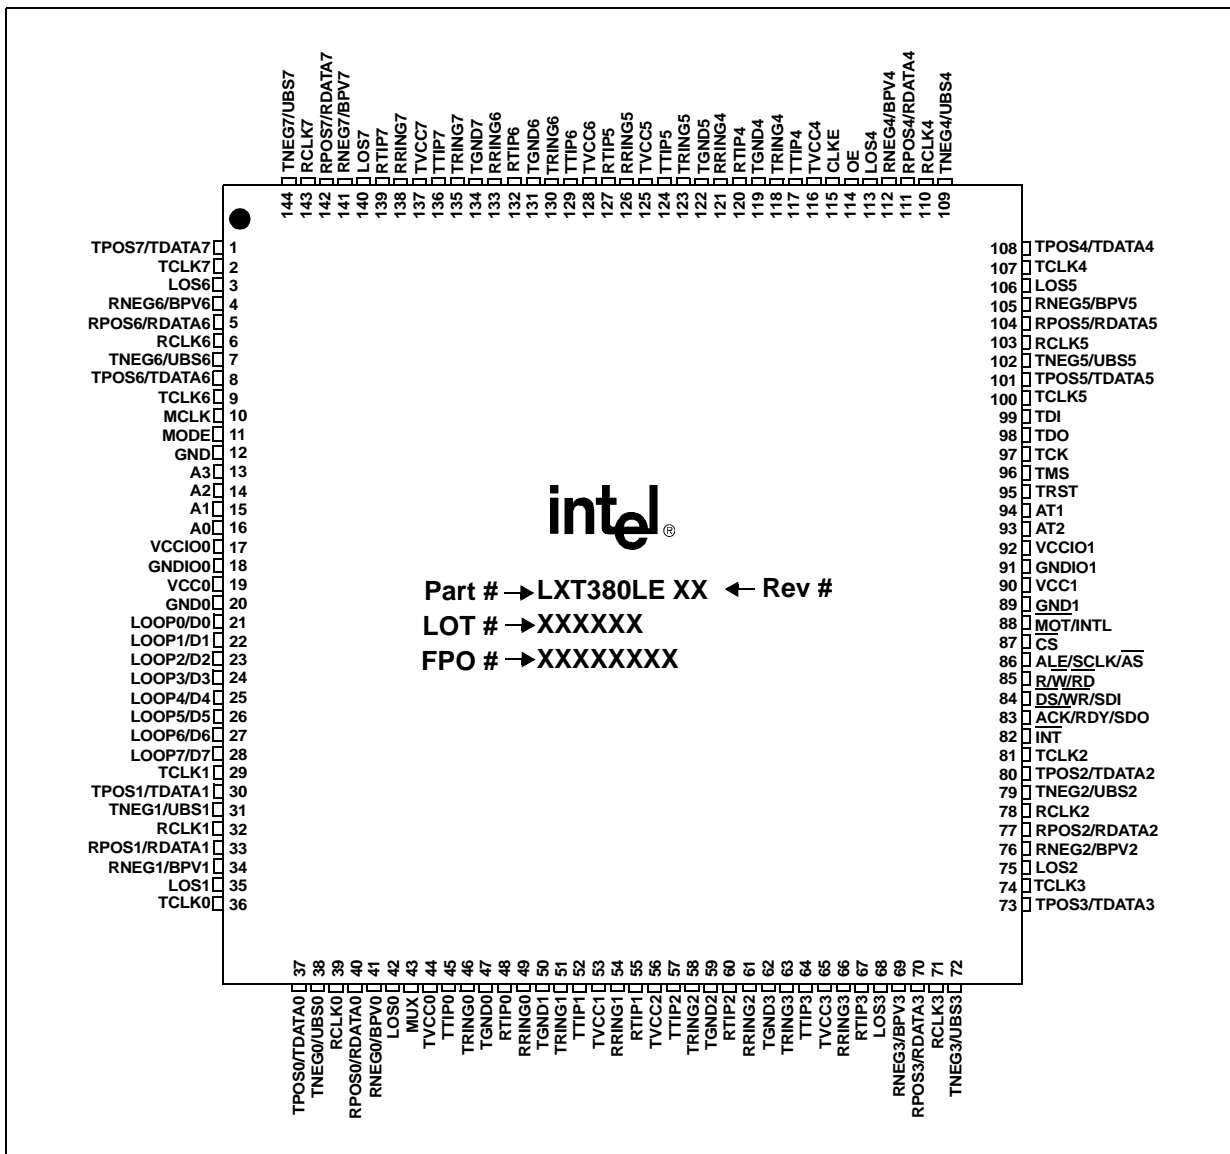 TNEG7/UBS7
RCLK7
RPOS7/RDATA7
RNEG7/BPV7
LOS7
RTIP7
RRING7
TVCC7
TTIP7
TRING7
TGND7
RRING6
RTIP6
TGND6
TRING6
TTIP6
TVCC6
RTIP5
RRING5
TVCC5
TTIP5
TRING5
TGND5
RRING4
RTIP4
TGND4
TRING4
TTIP4
TVCC4
CLKE
OE
LOS4
RNEG4/BPV4
RPOS4/RDATA4
RCLK4
TNEG4/UBS4
144
143
142
141
140
139
138
137
136
135
134
133
132
131
130
129
128
127
126
125
124
123
122
121
120
119
118
117
116
115
114
113
112
111
110
109
TPOS7/TDATA7 1
TCLK7 2
LOS6 3
RNEG6/BPV6 4
RPOS6/RDATA6 5
RCLK6 6
TNEG6/UBS6 7
TPOS6/TDATA6 8
TCLK6 9
MCLK 10
MODE 11
GND 12
A3 13
A2 14
A1 15
A0 16
VCCIO0 17
GNDIO0 18
VCC0 19
GND0 20
LOOP0/D0 21
LOOP1/D1 22
LOOP2/D2 23
LOOP3/D3 24
LOOP4/D4 25
LOOP5/D5 26
LOOP6/D6 27
LOOP7/D7 28
TCLK1 29
TPOS1/TDATA1 30
TNEG1/UBS1 31
RCLK1 32
RPOS1/RDATA1 33
RNEG1/BPV1 34
LOS1 35
TCLK0 36
intel®
Part # → LXT380LE XX ← Rev #
LOT # → XXXXXX
FPO # → XXXXXXXX
108 TPOS4/TDATA4
107 TCLK4
106 LOS5
105 RNEG5/BPV5
104 RPOS5/RDATA5
103 RCLK5
102 TNEG5/UBS5
101 TPOS5/TDATA5
100 TCLK5
99 TDI
98 TDO
97 TCK
96 TMS
95 TRST
94 AT1
93 AT2
92 VCCIO1
91 GNDIO1
90 VCC1
89 GND1
88 MOT/INTL
87 CS
86 ALE/SCLK/AS
85 R/W/RD
84 DS/WR/SDI
83 ACK/RDY/SDO
82 INT
81 TCLK2
80 TPOS2/TDATA2
79 TNEG2/UBS2
78 RCLK2
77 RPOS2/RDATA2
76 RNEG2/BPV2
75 LOS2
74 TCLK3
73 TPOS3/TDATA3
37
38
39
40
41
42
43
44
45
46
47
48
49
50
51
52
53
54
55
56
57
58
59
60
61
62
63
64
65
66
67
68
69
70
71
72
TPOS0/TDATA0
TNEG0/UBS0
RCLK0
RPOS0/RDATA0
RNEG0/BPV0
LOS0
MUX
TVCC0
TTIP0
TRING0
TGND0
RTIP0
RRING0
TGND1
TRING1
TTIP1
TVCC1
RRING1
RTIP1
TVCC2
TTIP2
TRING2
TGND2
RTIP2
RRING2
TGND3
TRING3
TTIP3
TVCC3
RRING3
RTIP3
LOS3
RNEG3/BPV3
RPOS3/RDATA3
RCLK3
TNEG3/UBS3